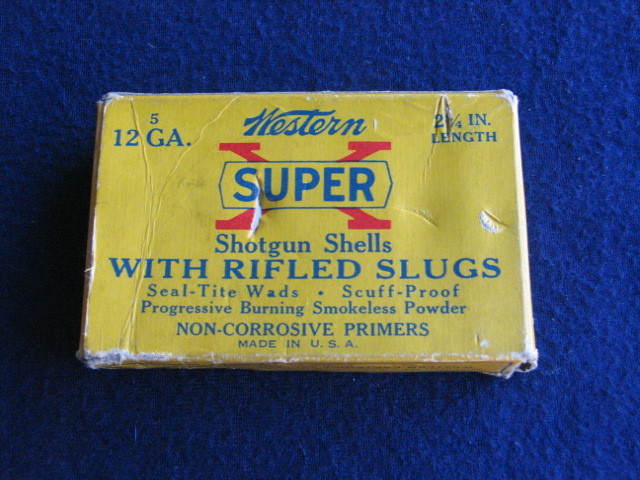 5
12 GA.
Western
2¾ IN.
LENGTH
X
SUPER
Shotgun Shells
WITH RIFLED SLUGS
Seal-Tite Wads • Scuff-Proof
Progressive Burning Smokeless Powder
NON-CORROSIVE PRIMERS
MADE IN U.S.A.